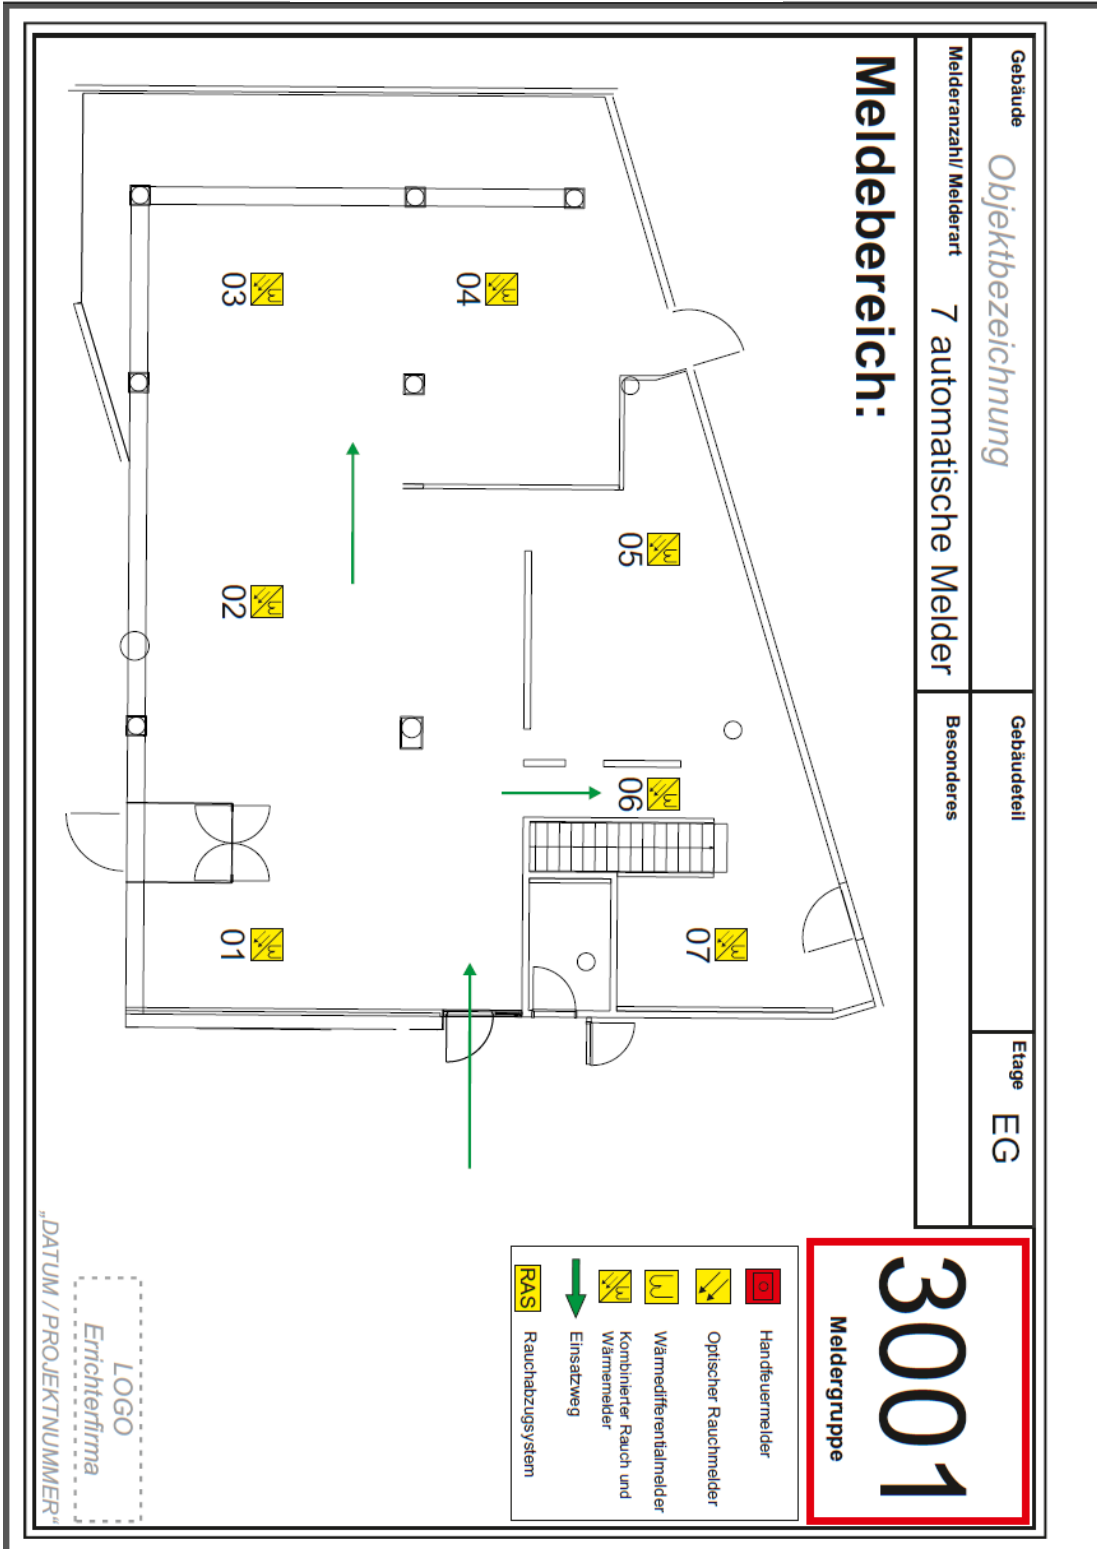 Gebäude
Objektbezeichnung
Gebäudeteil
Etage
EG
Melderanzahl/ Melderart
7 automatische Melder
Besonderes
3001
Meldergruppe
Meldebereich:
07
06
05
04
03
02
01
Handfeuermelder
Optischer Rauchmelder
Wärmedifferentialmelder
Kombinierter Rauch und
Wärmemelder
Einsatzweg
RAS
Rauchabzugsystem
LOGO
Errichterfirma
„DATUM / PROJEKTNUMMER“